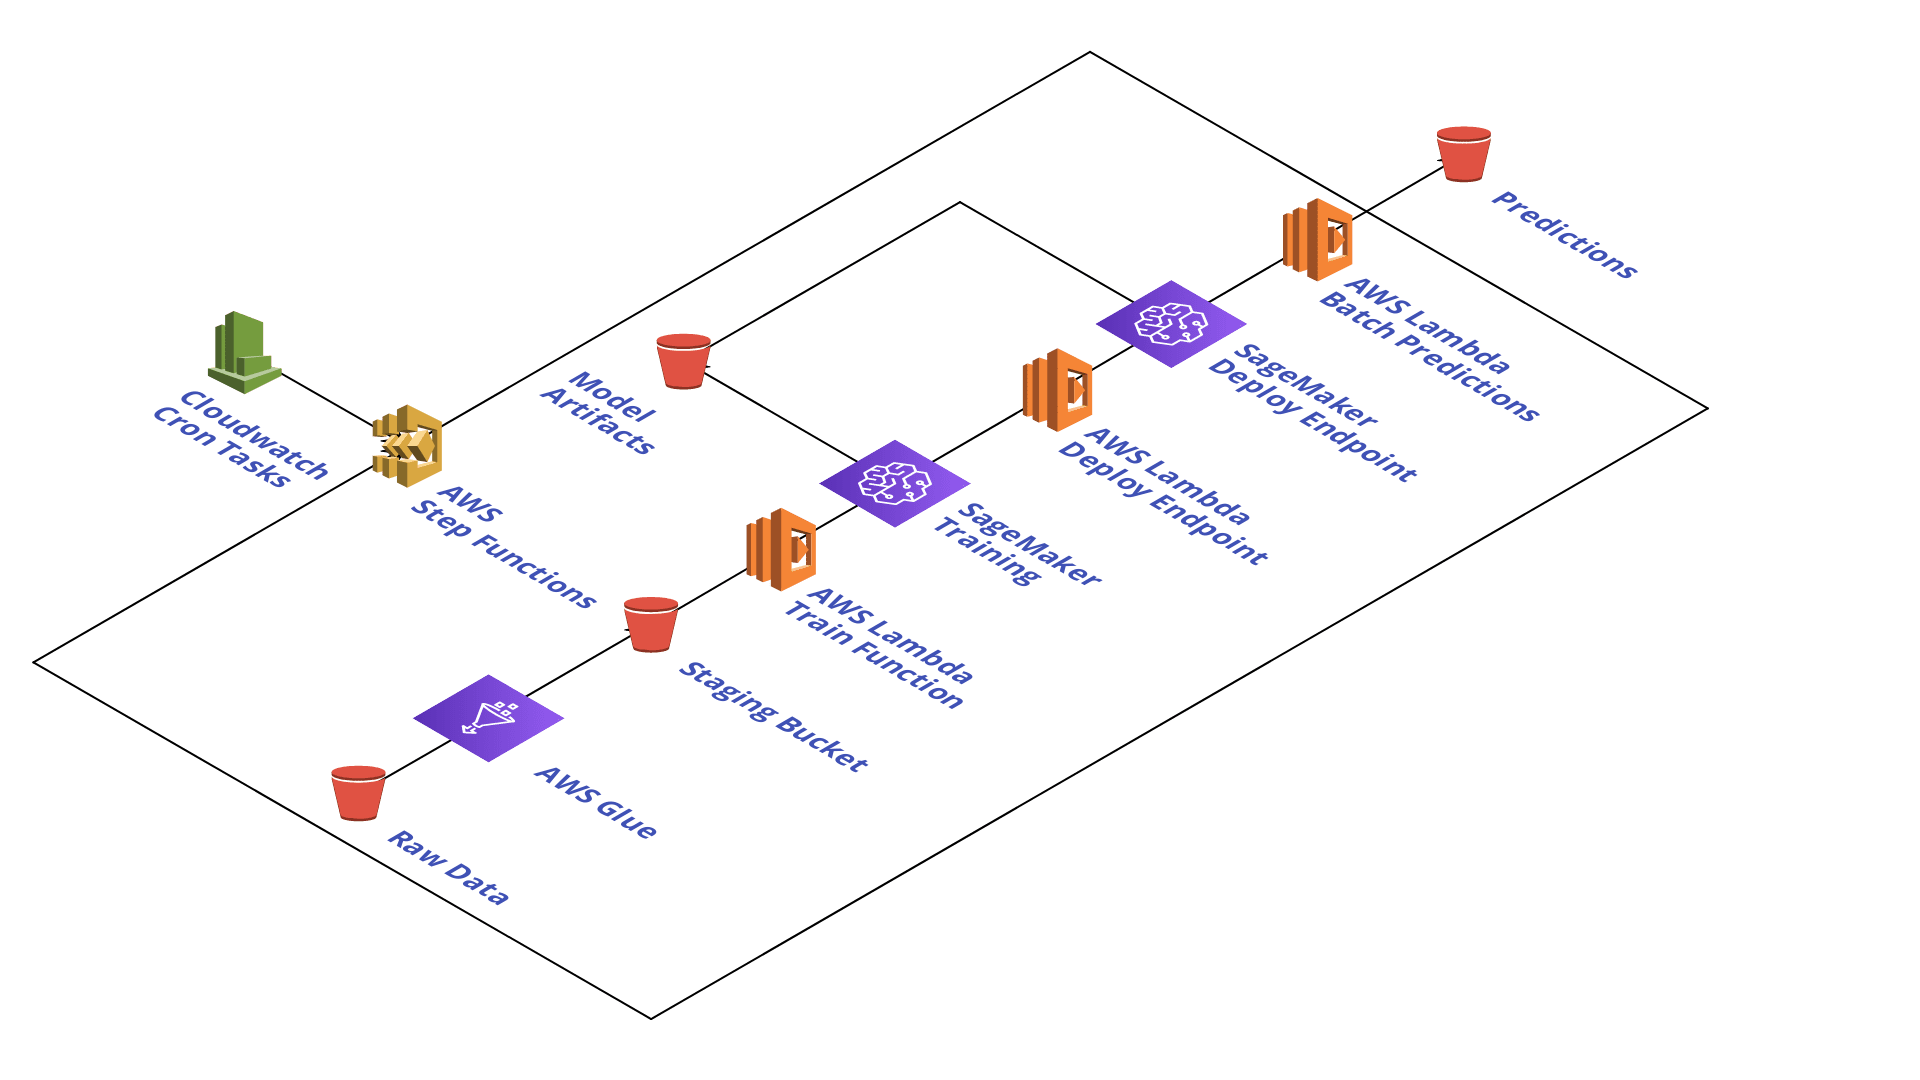 Predictions
AWS Lambda
Batch Predictions
SageMaker
Deploy Endpoint
AWS Lambda
Deploy Endpoint
Model
Artifacts
Cloudwatch
Cron Tasks
AWS
Step Functions
SageMaker
Training
AWS Lambda
Train Function
Staging Bucket
AWS Glue
Raw Data